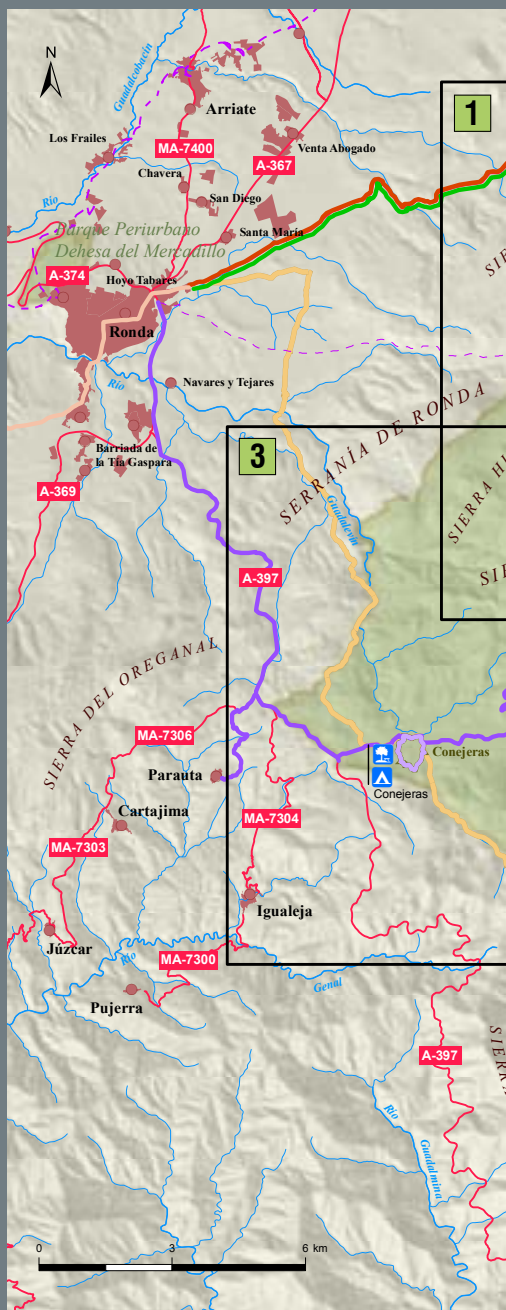 N
Guadalcobacín
Río
Arriate
1
Los Frailes
MA-7400
Venta Abogado
Chavera
A-367
San Diego
Parque Periurbano
Dehesa del Mercadillo
Santa María
A-374
Hoyo Tabares
Ronda
Río
Navares y Tejares
SERRANÍA DE RONDA
3
Barriada de
la Tía Gaspara
A-369
Guadalevín
A-397
SIERRA DEL OREGANAL
MA-7306
Parauta
Conejeras
Conejeras
Cartajima
MA-7304
MA-7303
Igualeja
Júzcar
Río
MA-7300
Genal
Pujerra
SIERRA
A-397
Río
Guadalmina
0
3
6 km